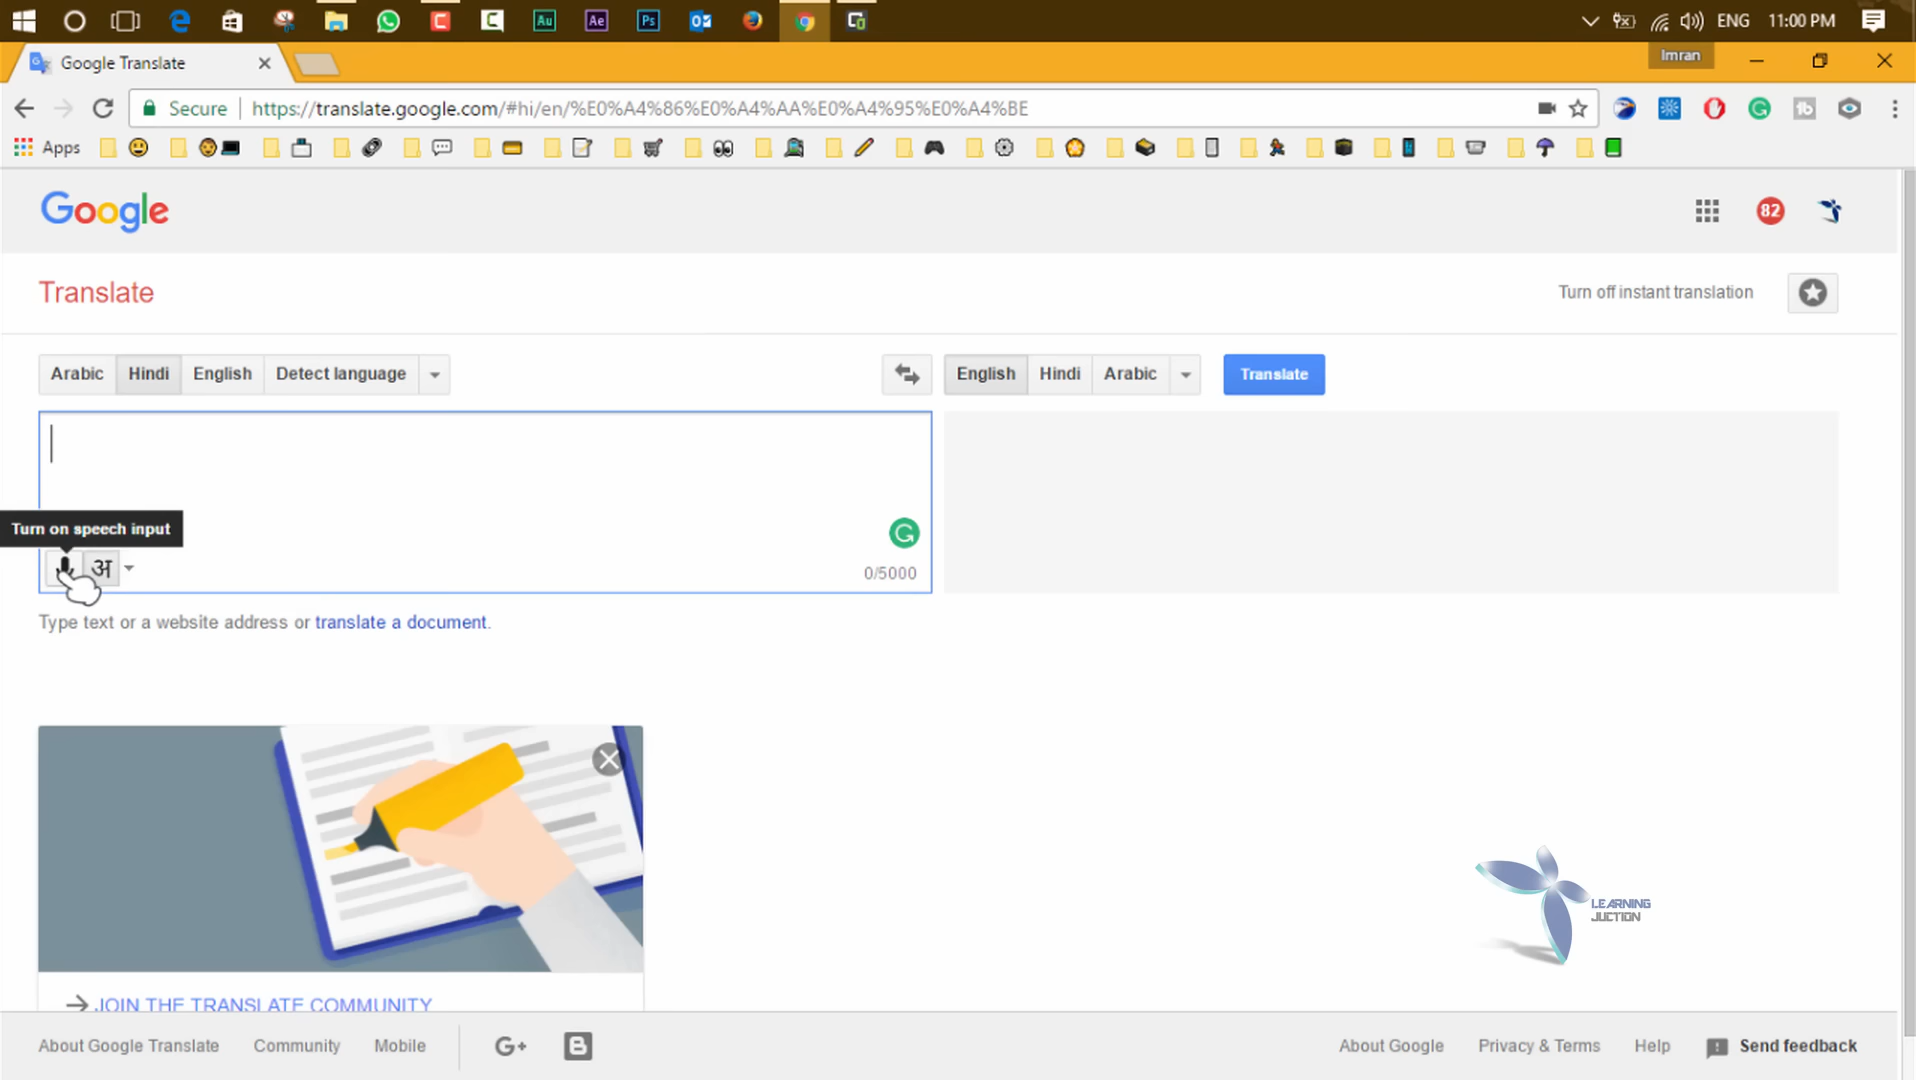 ENG 11:00 PM
Google Translate Imran
Secure https://translate.google.com/#hi/en/%E0%A4%86%E0%A4%AA%E0%A4%95%E0%A4%BE
Apps
Google 82
Translate Turn off instant translation
Arabic Hindi English Detect language English Hindi Arabic Translate
Turn on speech input
अ 0/5000
Type text or a website address or translate a document.
LEARNING
JUCTION
JOIN THE TRANSLATE COMMUNITY
About Google Translate Community Mobile G+ About Google Privacy & Terms Help Send feedback